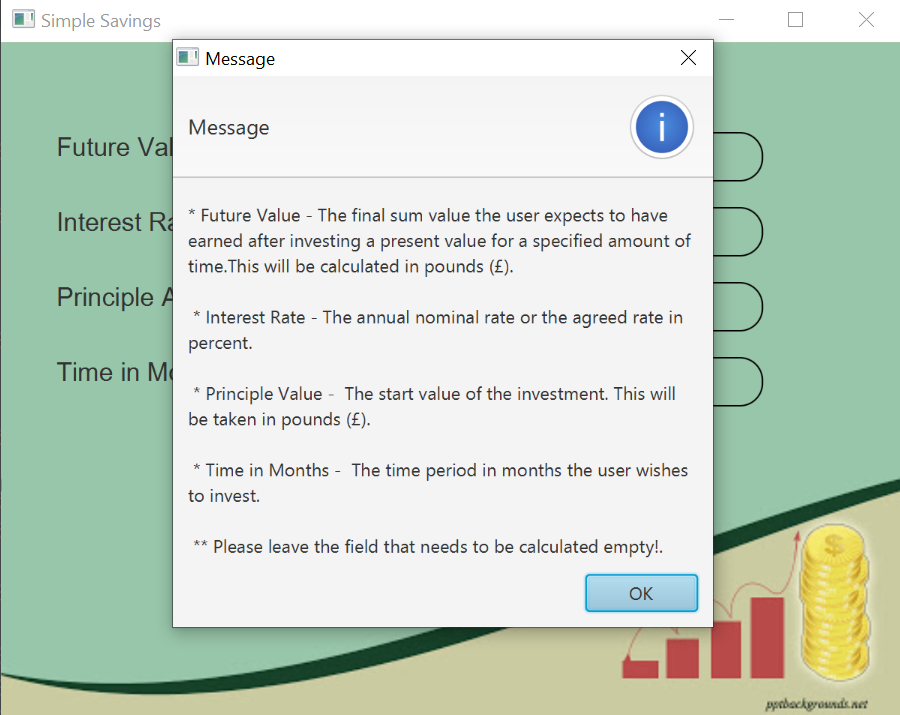 Simple Savings
Message
Message
i
Future Val
* Future Value - The final sum value the user expects to have
earned after investing a present value for a specified amount of
time.This will be calculated in pounds (£).
Interest Ra
* Interest Rate - The annual nominal rate or the agreed rate in
percent.
Principle A
* Principle Value -  The start value of the investment. This will
be taken in pounds (£).
Time in Mo
* Time in Months -  The time period in months the user wishes
to invest.
** Please leave the field that needs to be calculated empty!.
OK
$
pptbackgrounds.net